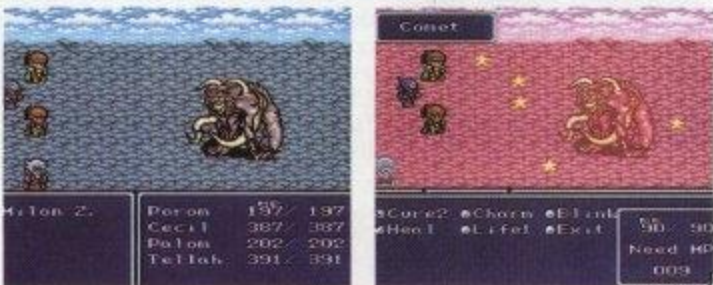 Milon Z.
Porom 197/ 197
Cecil 387/ 387
Palom 202/ 202
Tellah 391/ 391
Comet
Cure2 Charm Blink
Heal Life1 Exit
90/ 90
Need MP
009